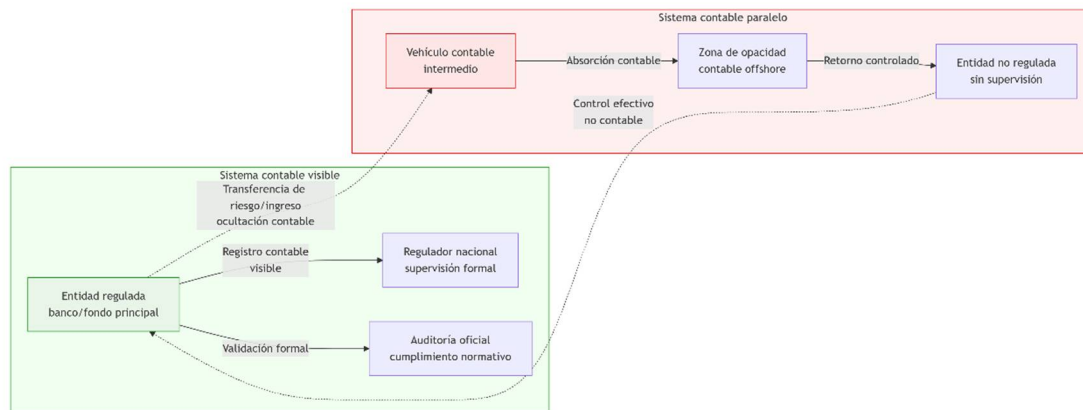 Sistema contable paralelo
Vehículo contable
intermedio
Absorción contable
Zona de opacidad
contable offshore
Retorno controlado
Entidad no regulada
sin supervisión
Control efectivo
no contable
Sistema contable visible
Transferencia de
riesgo/ingreso
ocultación contable
Registro contable
visible
Regulador nacional
supervisión formal
Entidad regulada
banco/fondo principal
Validación formal
Auditoría oficial
cumplimiento normativo